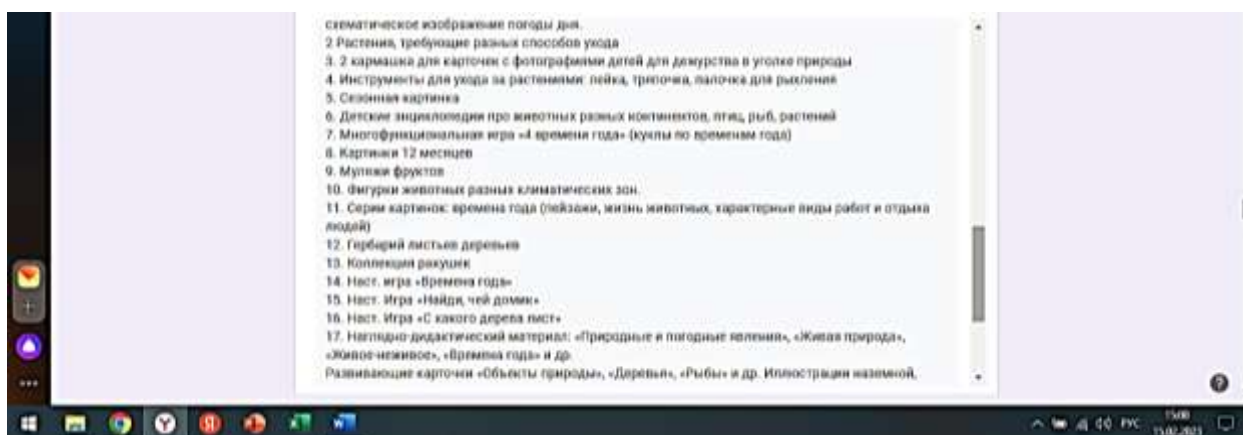 схематическое изображение погоды дня.
2 Растения, требующие разных способов ухода
3. 2 кармашка для карточек с фотографиями детей для дежурства в уголке природы
4. Инструменты для ухода за растениями: лейка, тряпочка, палочка для рыхления
5. Сезонная картинка
6. Детские энциклопедии про животных разных континентов, птиц, рыб, растений
7. Многофункциональная игра «4 времени года» (куклы по временам года)
8. Картинки 12 месяцев
9. Муляжи фруктов
10. Фигурки животных разных климатических зон.
11. Серии картинок: времена года (пейзажи, жизнь животных, характерные виды работ и отдыха
людей)
12. Гербарий листьев деревьев
13. Коллекция ракушек
14. Наст. игра «Времена года»
15. Наст. Игра «Найди, чей домик»
16. Наст. Игра «С какого дерева лист»
17. Наглядно-дидактический материал: «Природные и погодные явления», «Живая природа»,
«Живое-неживое», «Времена года» и др.
Развивающие карточки «Объекты природы», «Деревья», «Рыбы» и др. Иллюстрации наземной,
РУС
15:08
15.02.2023